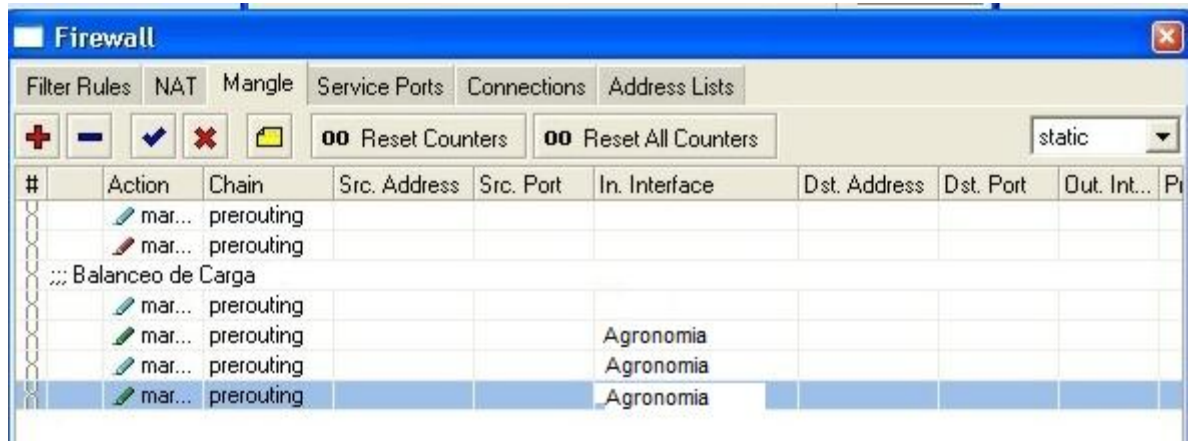 Firewall
Filter Rules NAT Mangle Service Ports Connections Address Lists
00 Reset Counters 00 Reset All Counters static
# Action Chain Src. Address Src. Port In. Interface Dst. Address Dst. Port Out. Int... Pr
mar... prerouting
mar... prerouting
;;; Balanceo de Carga
mar... prerouting
mar... prerouting Agronomia
mar... prerouting Agronomia
mar... prerouting Agronomia